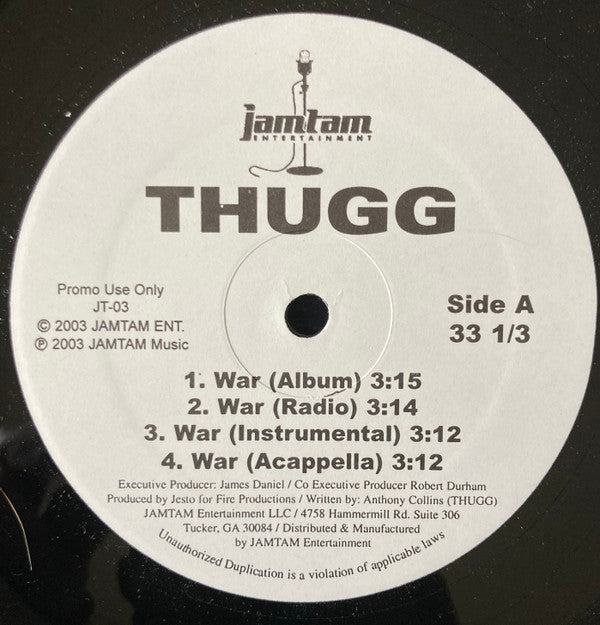 jamtam
ENTERTAINMENT
THUGG
Promo Use Only
JT-03
© 2003 JAMTAM ENT.
℗ 2003 JAMTAM Music
Side A
33 1/3
1. War (Album) 3:15
2. War (Radio) 3:14
3. War (Instrumental) 3:12
4. War (Acappella) 3:12
Executive Producer: James Daniel / Co Executive Producer Robert Durham
Produced by Jesto for Fire Productions / Written by: Anthony Collins (THUGG)
JAMTAM Entertainment LLC / 4758 Hammermill Rd. Suite 306
Tucker, GA 30084 / Distributed & Manufactured
by JAMTAM Entertainment
Unauthorized Duplication is a violation of applicable laws